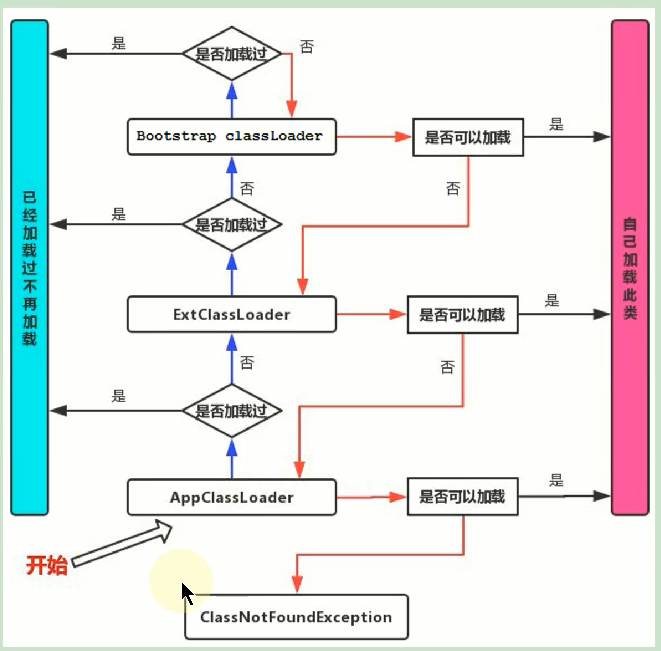 是
是否加载过
否
Bootstrap classLoader
是否可以加载
是
否
否
是
是否加载过
已经加载过不再加载
自己加载此类
ExtClassLoader
是否可以加载
是
否
否
是
是否加载过
AppClassLoader
是否可以加载
是
开始
ClassNotFoundException